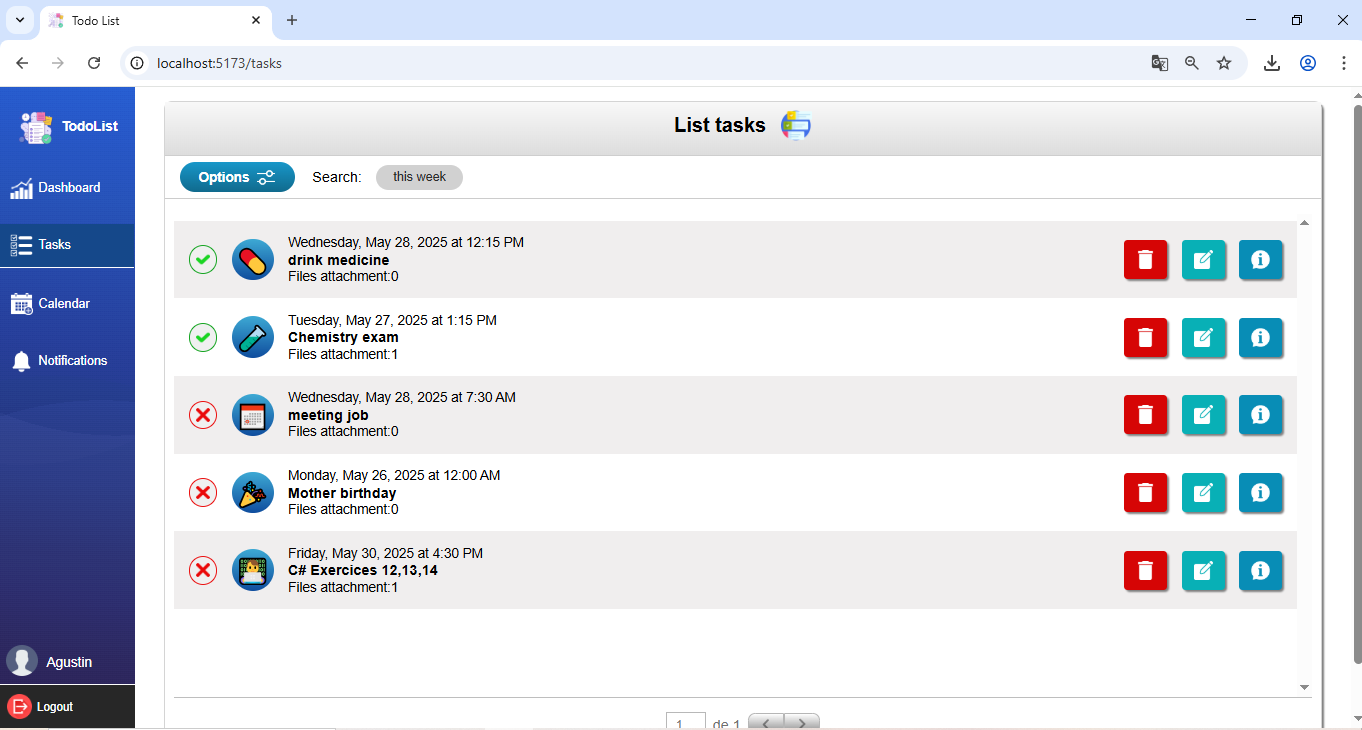 Todo List
localhost:5173/tasks
TodoList
Dashboard
Tasks
Calendar
Notifications
Agustin
Logout
List tasks
Options
Search:
this week
Wednesday, May 28, 2025 at 12:15 PM
drink medicine
Files attachment:0
Tuesday, May 27, 2025 at 1:15 PM
Chemistry exam
Files attachment:1
Wednesday, May 28, 2025 at 7:30 AM
meeting job
Files attachment:0
Monday, May 26, 2025 at 12:00 AM
Mother birthday
Files attachment:0
Friday, May 30, 2025 at 4:30 PM
C# Exercices 12,13,14
Files attachment:1
1 de 1